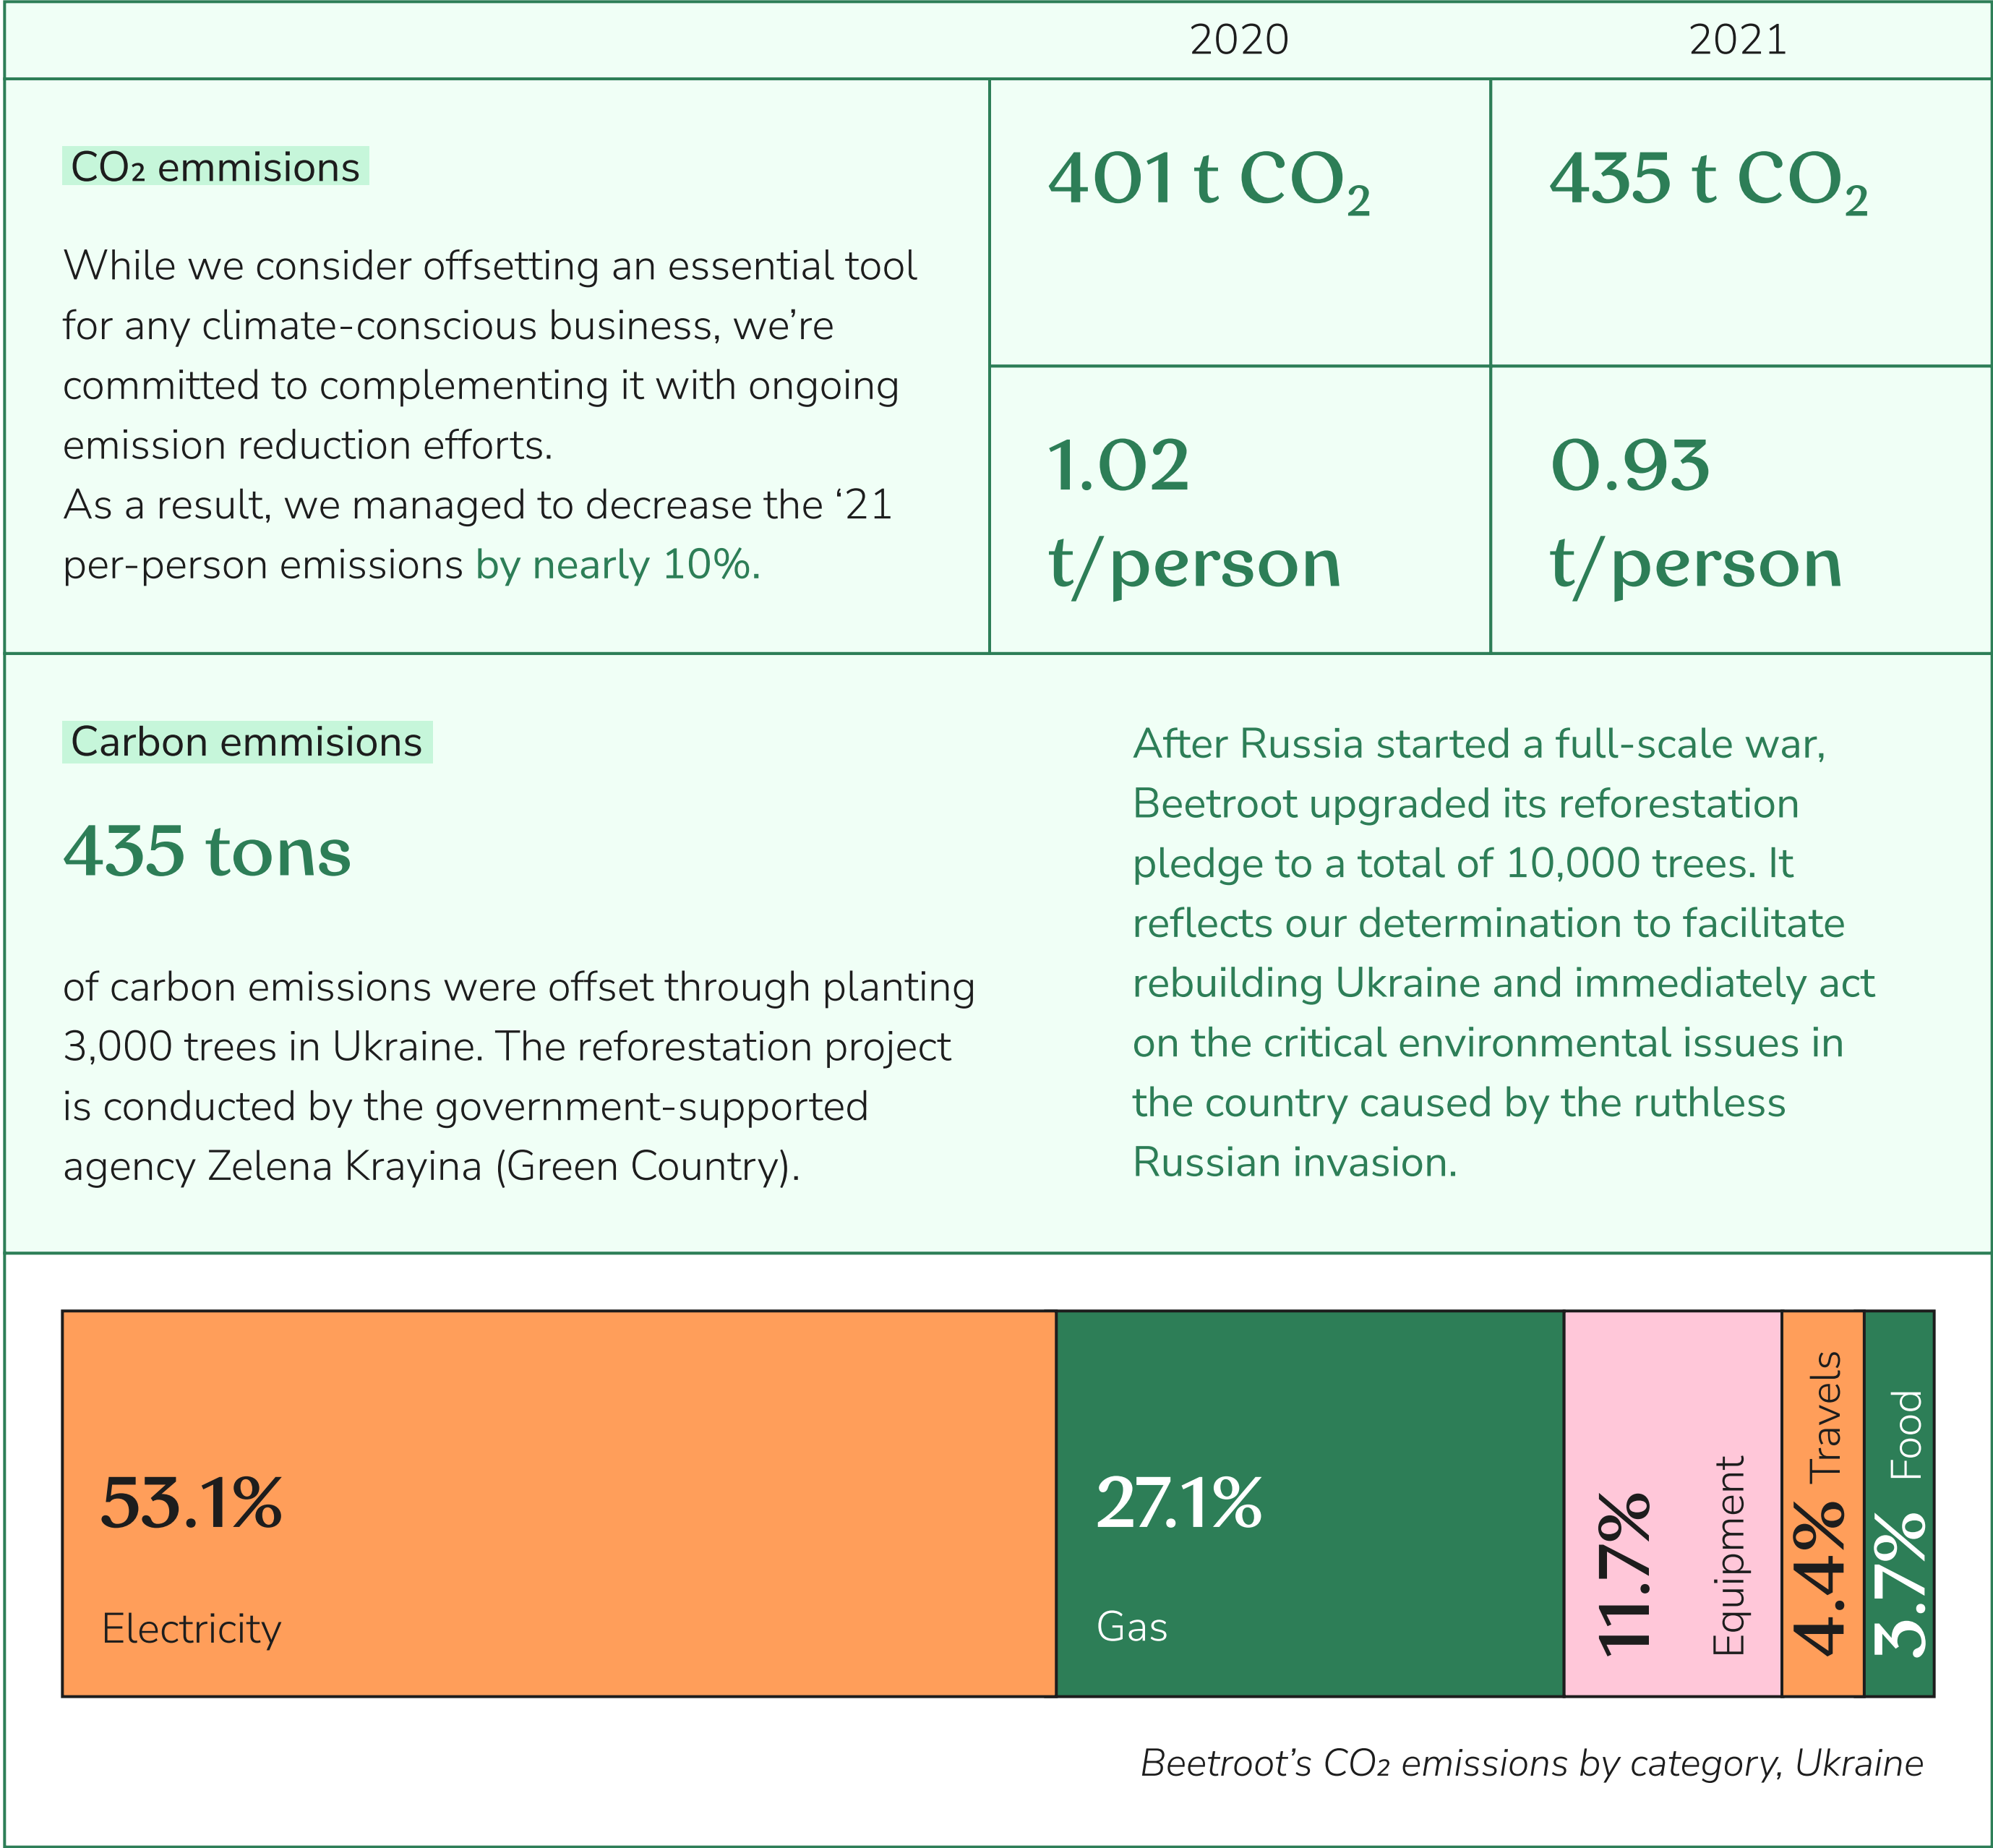 2020 2021
CO₂ emmisions
While we consider offsetting an essential tool
for any climate-conscious business, we’re
committed to complementing it with ongoing
emission reduction efforts.
As a result, we managed to decrease the ‘21
per-person emissions by nearly 10%.
401 t CO₂
435 t CO₂
1.02
t/person
0.93
t/person
Carbon emmisions
435 tons
of carbon emissions were offset through planting
3,000 trees in Ukraine. The reforestation project
is conducted by the government-supported
agency Zelena Krayina (Green Country).
After Russia started a full-scale war,
Beetroot upgraded its reforestation
pledge to a total of 10,000 trees. It
reflects our determination to facilitate
rebuilding Ukraine and immediately act
on the critical environmental issues in
the country caused by the ruthless
Russian invasion.
53.1%
Electricity
27.1%
Gas
11.7%
Equipment
4.4% Travels
3.7% Food
Beetroot’s CO₂ emissions by category, Ukraine